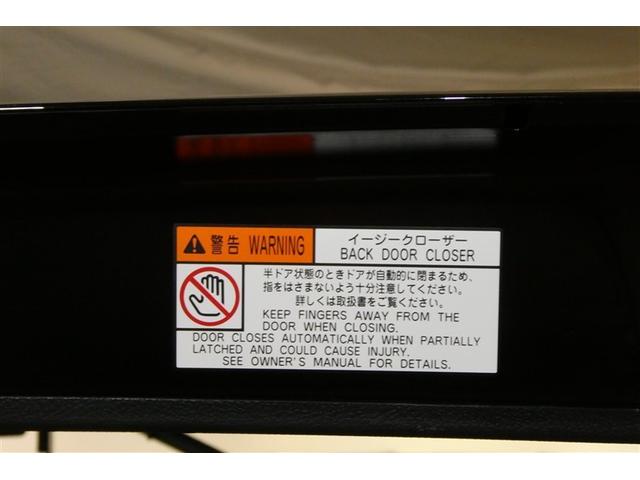 警告 WARNING
イージークローザー
BACK DOOR CLOSER
半ドア状態のときドアが自動的に閉まるため、
指をはさまないよう十分注意してください。
詳しくは取扱書をご覧ください。
KEEP FINGERS AWAY FROM THE
DOOR WHEN CLOSING.
DOOR CLOSES AUTOMATICALLY WHEN PARTIALLY
LATCHED AND COULD CAUSE INJURY.
SEE OWNER'S MANUAL FOR DETAILS.